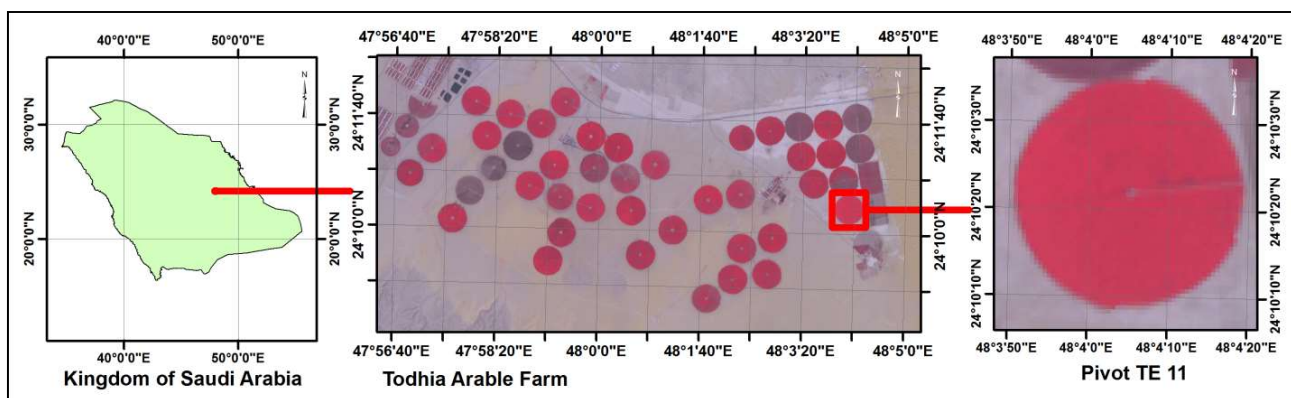 40°0'0"E 50°0'0"E
30°0'0"N
20°0'0"N
30°0'0"N
20°0'0"N
N
40°0'0"E 50°0'0"E
Kingdom of Saudi Arabia
47°56'40"E 47°58'20"E 48°0'0"E 48°1'40"E 48°3'20"E 48°5'0"E
24°11'40"N
24°10'0"N
24°11'40"N
24°10'0"N
N
47°56'40"E 47°58'20"E 48°0'0"E 48°1'40"E 48°3'20"E 48°5'0"E
Todhia Arable Farm
48°3'50"E 48°4'0"E 48°4'10"E 48°4'20"E
24°10'30"N
24°10'20"N
24°10'10"N
24°10'30"N
24°10'20"N
24°10'10"N
N
48°3'50"E 48°4'0"E 48°4'10"E 48°4'20"E
Pivot TE 11